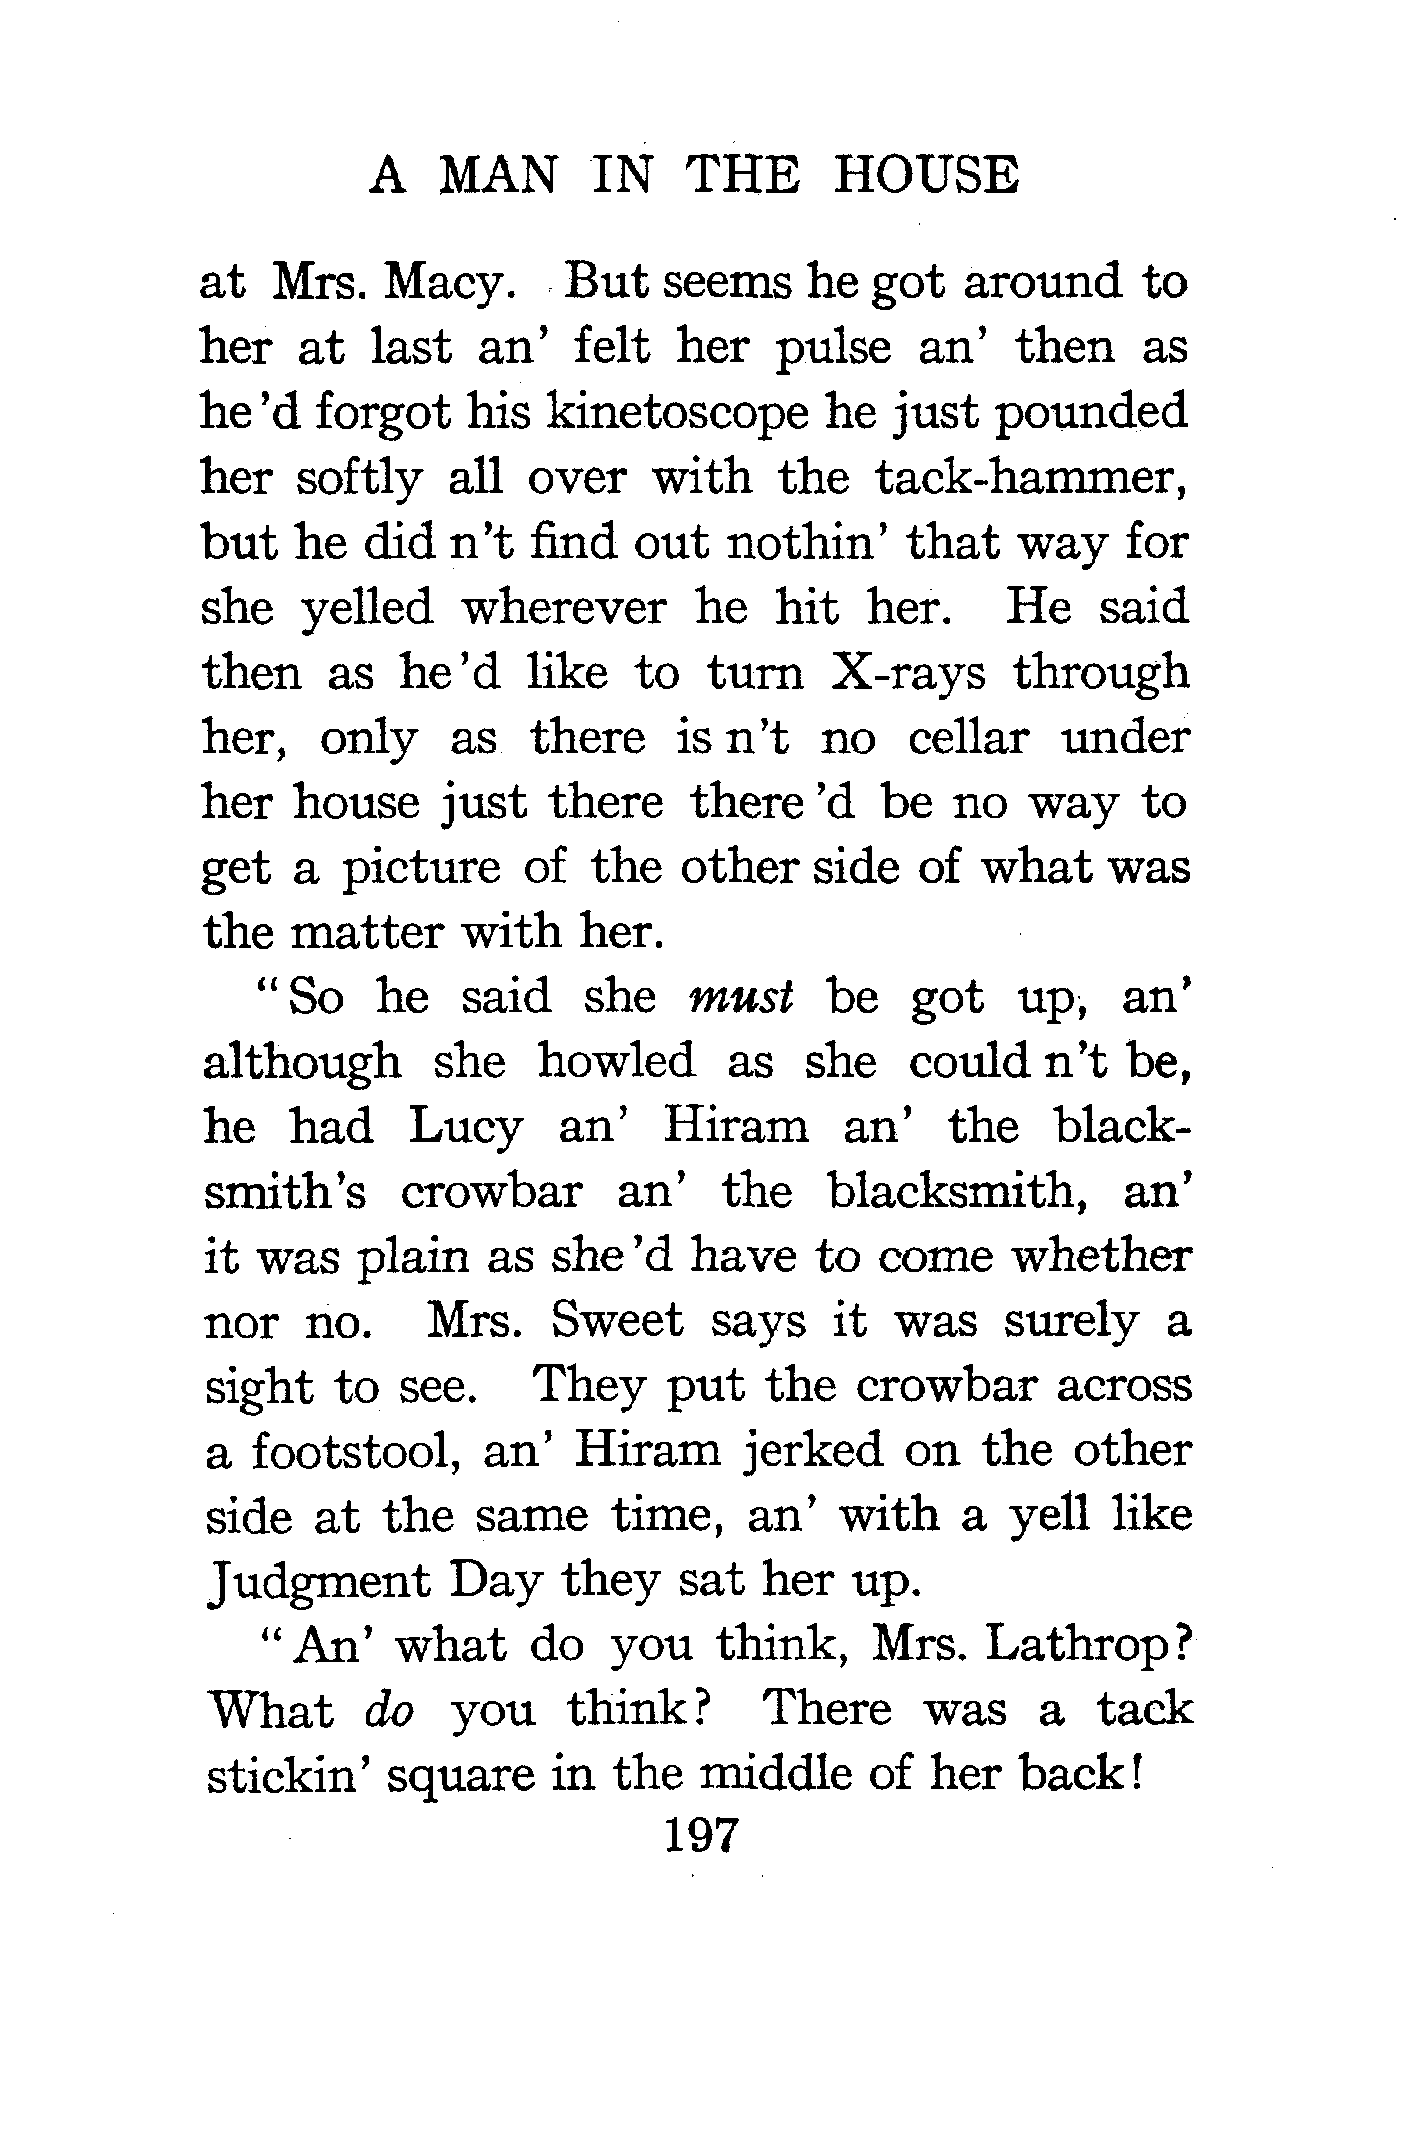 A MAN IN THE HOUSE
at Mrs. Macy. But seems he got around to
her at last an' felt her pulse an' then as
he 'd forgot his kinetoscope he just pounded
her softly all over with the tack-hammer,
but he did n't find out nothin' that way for
she yelled wherever he hit her. He said
then as he 'd like to turn X-rays through
her, only as there is n't no cellar under
her house just there there 'd be no way to
get a picture of the other side of what was
the matter with her.
"So he said she must be got up, an'
although she howled as she could n't be,
he had Lucy an' Hiram an' the black-
smith's crowbar an' the blacksmith, an'
it was plain as she 'd have to come whether
nor no. Mrs. Sweet says it was surely a
sight to see. They put the crowbar across
a footstool, an' Hiram jerked on the other
side at the same time, an' with a yell like
Judgment Day they sat her up.
"An' what do you think, Mrs. Lathrop?
What do you think? There was a tack
stickin' square in the middle of her back!
197